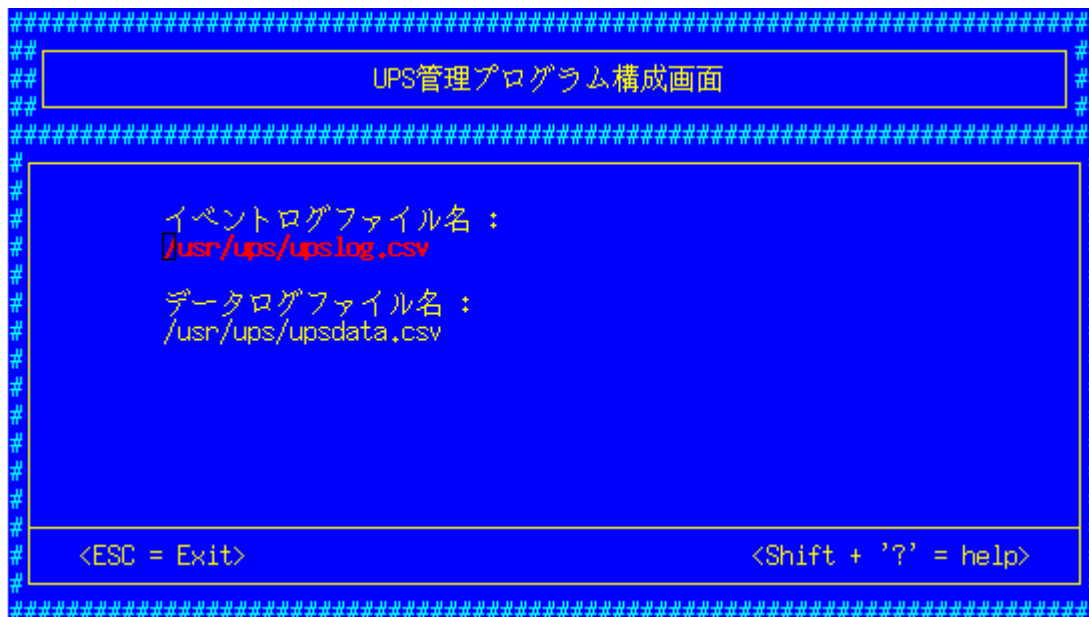 UPS管理プログラム構成画面
イベントログファイル名：
/usr/ups/upslog.csv
データログファイル名：
/usr/ups/upsdata.csv
<ESC = Exit> <Shift + '?' = help>